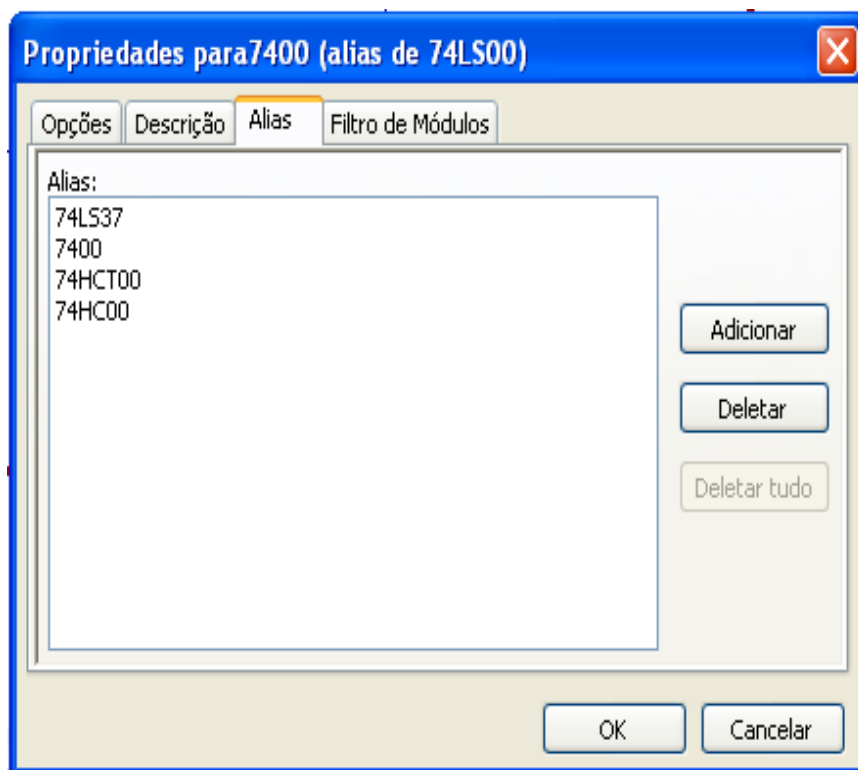 Propriedades para7400 (alias de 74LS00)
Opções Descrição Alias Filtro de Módulos
Alias:
74LS37
7400
74HCT00
74HC00
Adicionar
Deletar
Deletar tudo
OK Cancelar